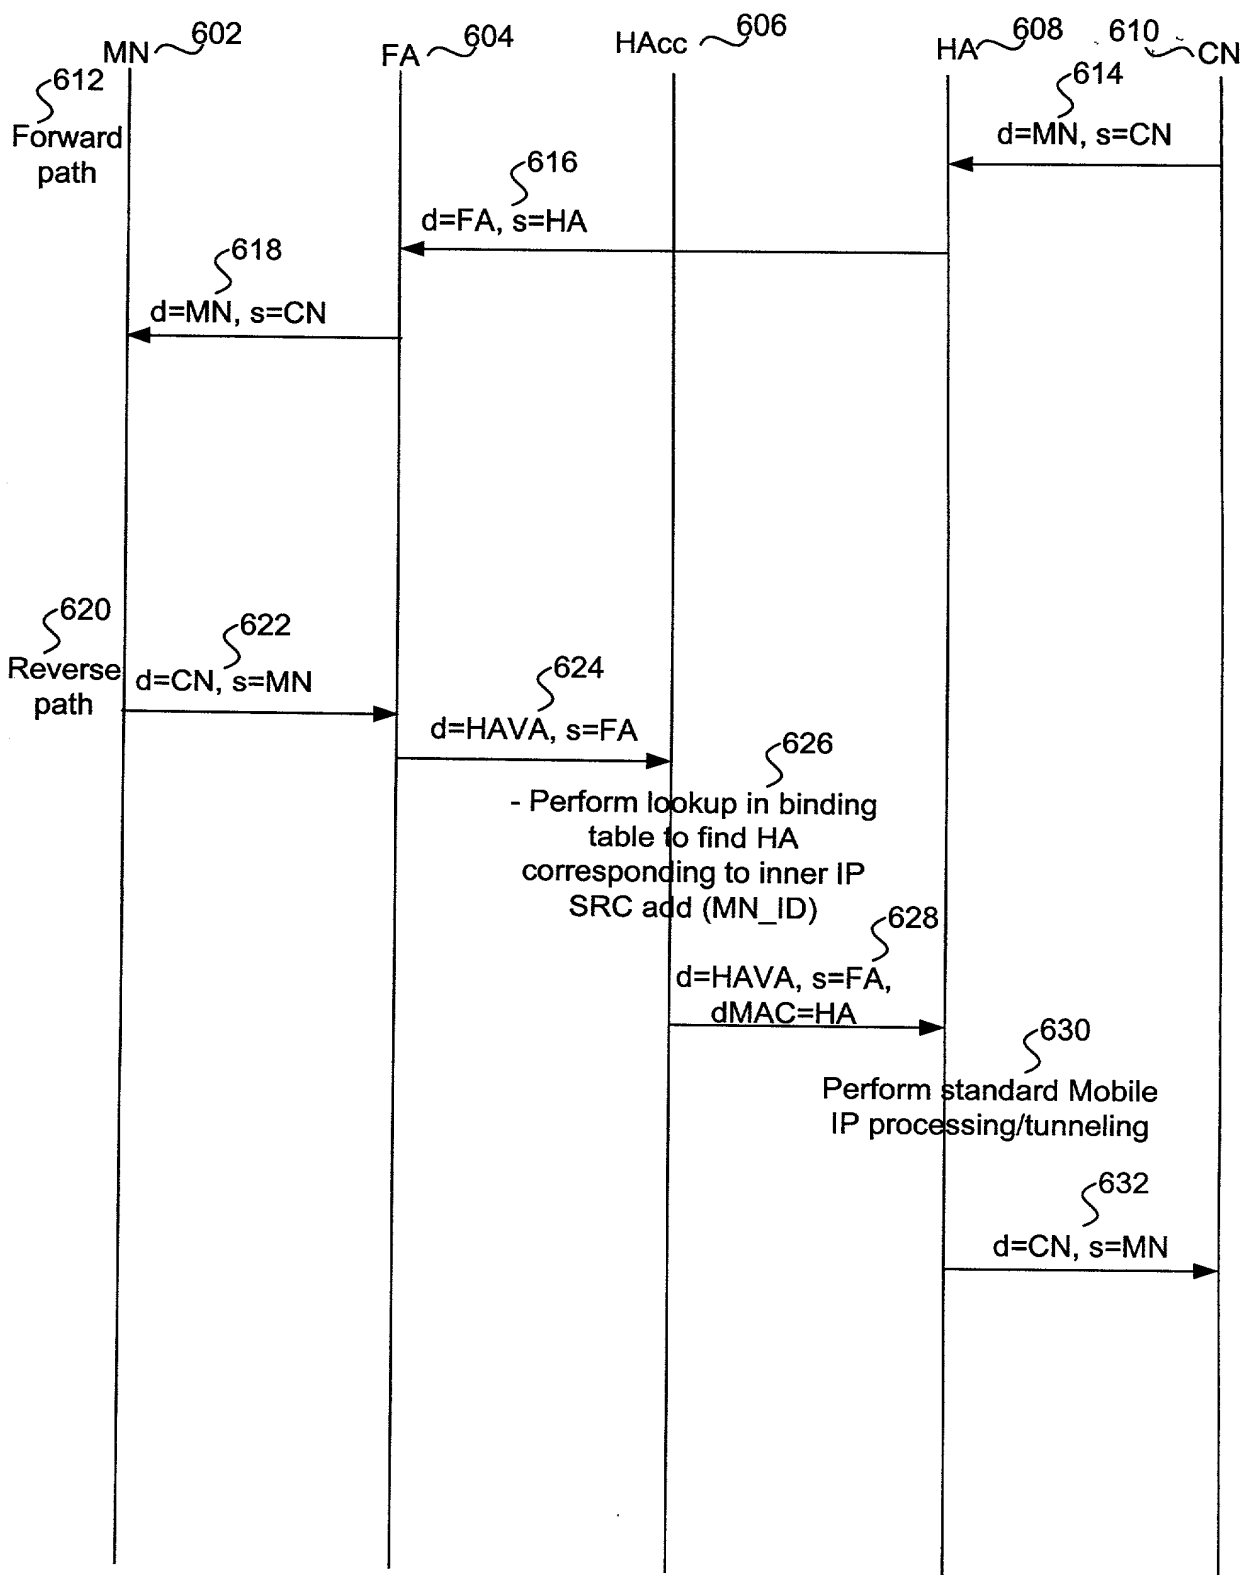 MN 602
FA 604
HAcc 606
HA 608
610 CN
612
Forward
path
614
d=MN, s=CN
616
d=FA, s=HA
618
d=MN, s=CN
620
Reverse
path
622
d=CN, s=MN
624
d=HAVA, s=FA
626
- Perform lookup in binding
table to find HA
corresponding to inner IP
SRC add (MN_ID)
628
d=HAVA, s=FA,
dMAC=HA
630
Perform standard Mobile
IP processing/tunneling
632
d=CN, s=MN